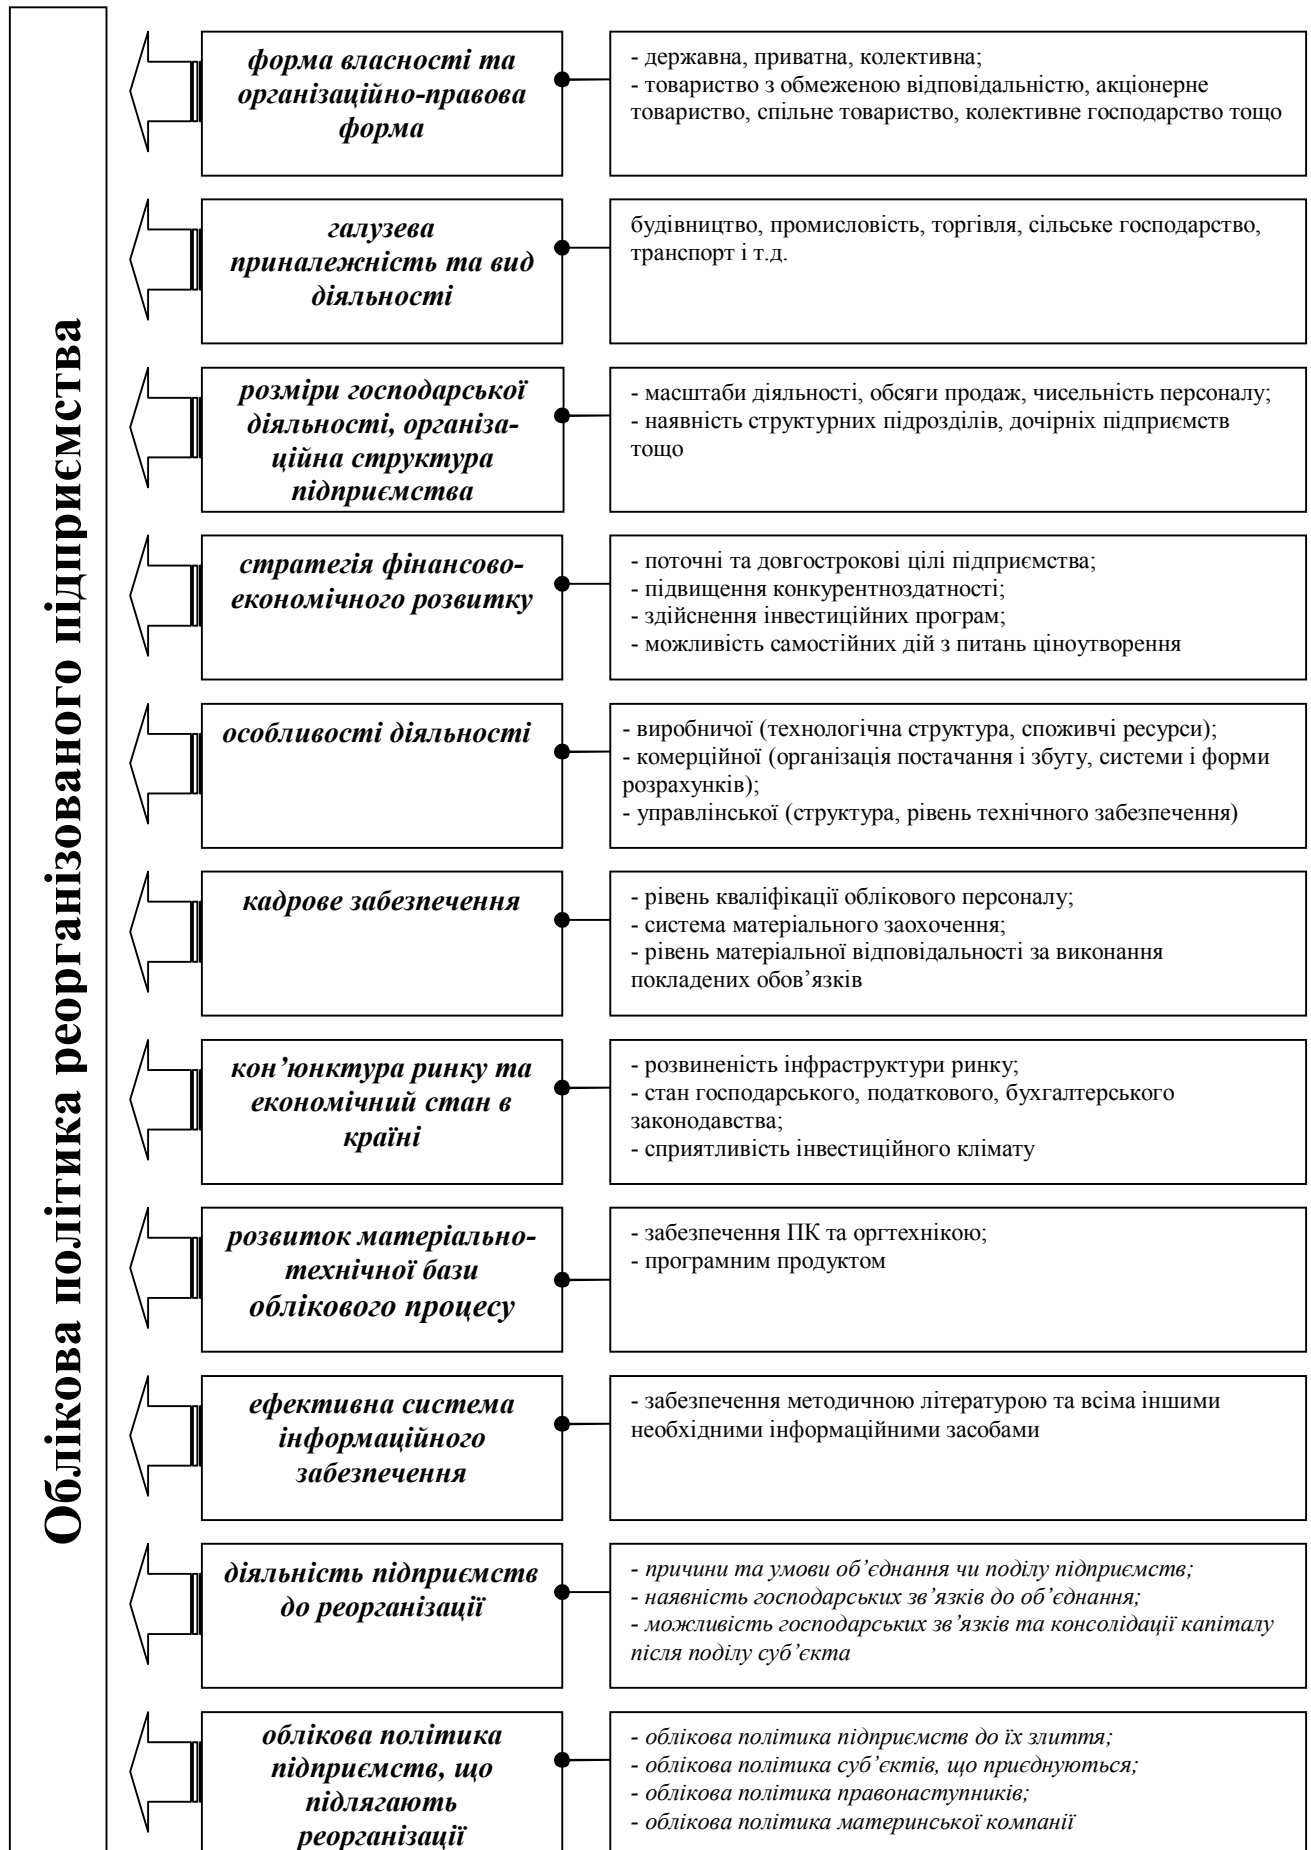 Облікова політика реорганізованого підприємства
форма власності та
організаційно-правова
форма
- державна, приватна, колективна;
- товариство з обмеженою відповідальністю, акціонерне
товариство, спільне товариство, колективне господарство тощо
галузева
приналежність та вид
діяльності
будівництво, промисловість, торгівля, сільське господарство,
транспорт і т.д.
розміри господарської
діяльності, організа-
ційна структура
підприємства
- масштаби діяльності, обсяги продаж, чисельність персоналу;
- наявність структурних підрозділів, дочірніх підприємств
тощо
стратегія фінансово-
економічного розвитку
- поточні та довгострокові цілі підприємства;
- підвищення конкурентноздатності;
- здійснення інвестиційних програм;
- можливість самостійних дій з питань ціноутворення
особливості діяльності
- виробничої (технологічна структура, споживчі ресурси);
- комерційної (організація постачання і збуту, системи і форми
розрахунків);
- управлінської (структура, рівень технічного забезпечення)
кадрове забезпечення
- рівень кваліфікації облікового персоналу;
- система матеріального заохочення;
- рівень матеріальної відповідальності за виконання
покладених обов’язків
кон’юнктура ринку та
економічний стан в
країні
- розвиненість інфраструктури ринку;
- стан господарського, податкового, бухгалтерського
законодавства;
- сприятливість інвестиційного клімату
розвиток матеріально-
технічної бази
облікового процесу
- забезпечення ПК та оргтехнікою;
- програмним продуктом
ефективна система
інформаційного
забезпечення
- забезпечення методичною літературою та всіма іншими
необхідними інформаційними засобами
діяльність підприємств
до реорганізації
- причини та умови об’єднання чи поділу підприємств;
- наявність господарських зв’язків до об’єднання;
- можливість господарських зв’язків та консолідації капіталу
після поділу суб’єкта
облікова політика
підприємств, що
підлягають
реорганізації
- облікова політика підприємств до їх злиття;
- облікова політика суб’єктів, що приєднуються;
- облікова політика правонаступників;
- облікова політика материнської компанії